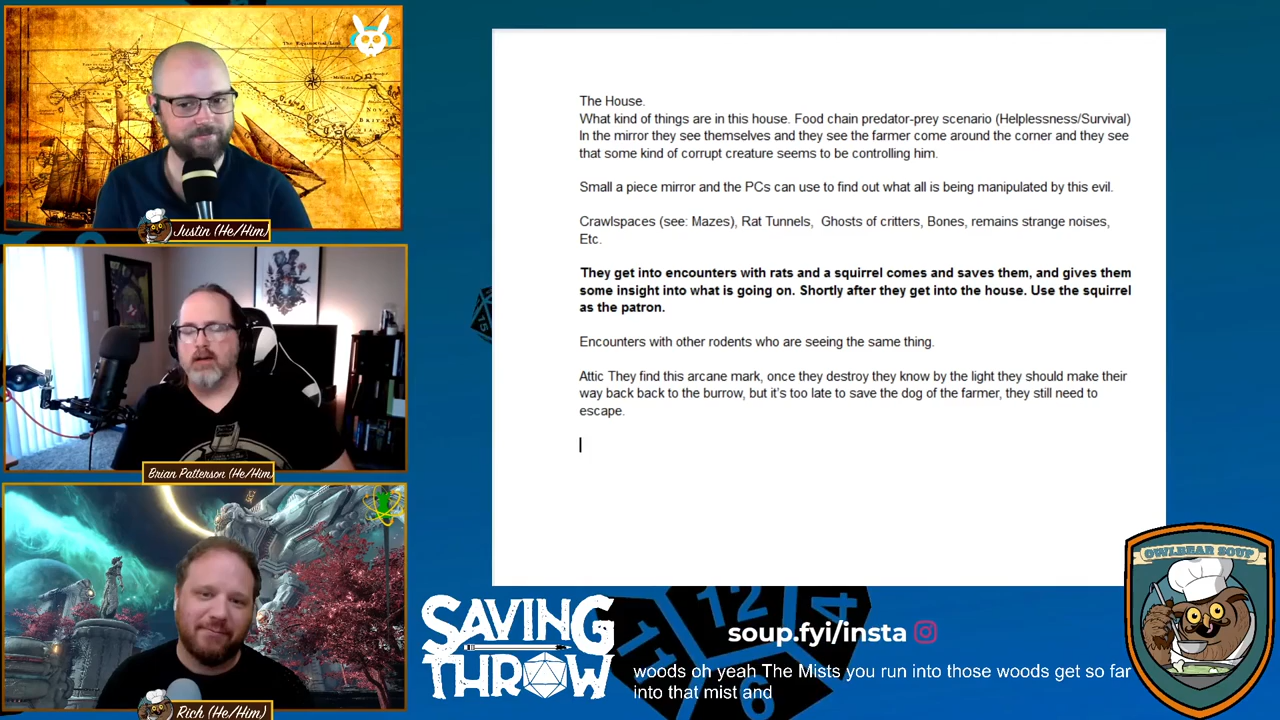 Justin (He/Him)
Brian Patterson (He/Him)
Rich (He/Him)
The House.
What kind of things are in this house. Food chain predator-prey scenario (Helplessness/Survival)
In the mirror they see themselves and they see the farmer come around the corner and they see
that some kind of corrupt creature seems to be controlling him.
Small a piece mirror and the PCs can use to find out what all is being manipulated by this evil.
Crawlspaces (see: Mazes), Rat Tunnels, Ghosts of critters, Bones, remains strange noises,
Etc.
They get into encounters with rats and a squirrel comes and saves them, and gives them
some insight into what is going on. Shortly after they get into the house. Use the squirrel
as the patron.
Encounters with other rodents who are seeing the same thing.
Attic They find this arcane mark, once they destroy they know by the light they should make their
way back back to the burrow, but it's too late to save the dog of the farmer, they still need to
escape.
SAVING
THROW
12
4
11
6
15
soup.fyi/insta
woods oh yeah The Mists you run into those woods get so far
into that mist and
OWLBEAR SOUP